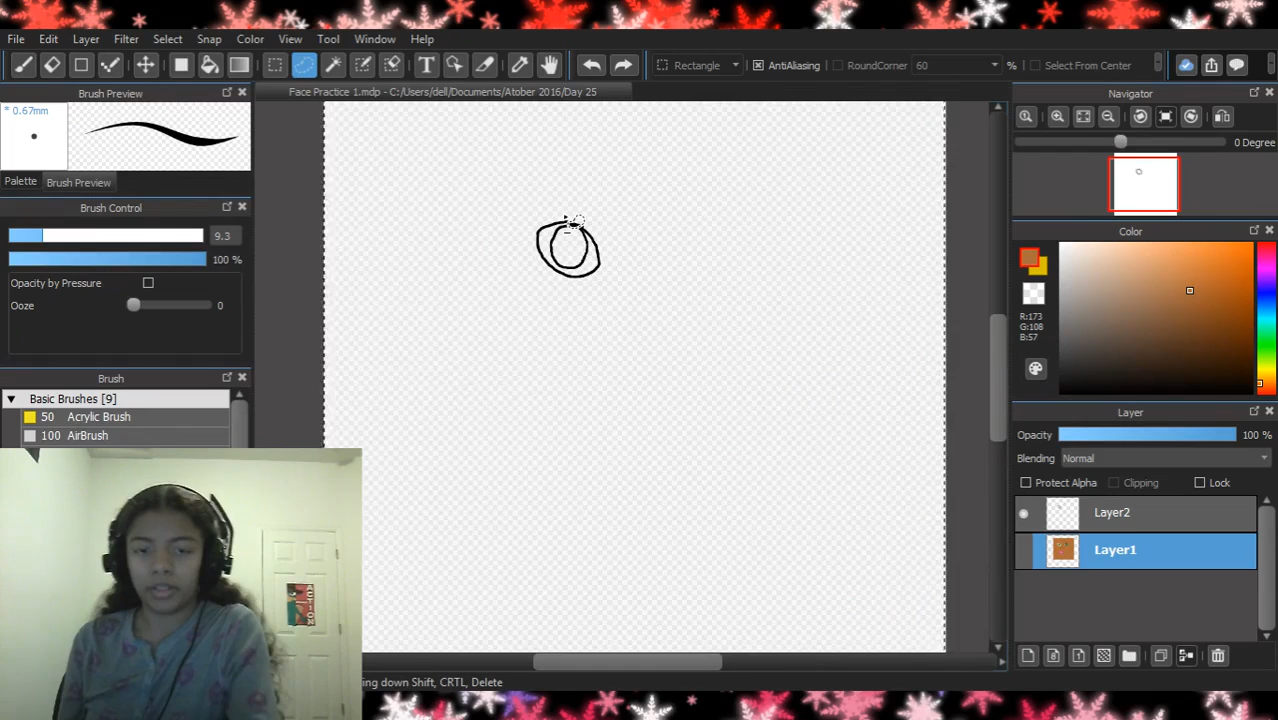 File Edit Layer Filter Select Snap Color View Tool Window Help
Rectangle AntiAliasing RoundCorner 60 % Select From Center
Brush Preview
Face Practice 1.mdp - C:/Users/dell/Documents/Atober 2016/Day 25
Navigator
* 0.67mm
0 Degree
Palette Brush Preview
Brush Control
9.3
100 %
Opacity by Pressure
Ooze 0
Color
R:173
G:108
B:57
Brush
Basic Brushes [9]
50 Acrylic Brush
100 AirBrush
Layer
Opacity 100 %
Blending Normal
Protect Alpha Clipping Lock
Layer2
Layer1
ACTION
ing down Shift, CRTL, Delete